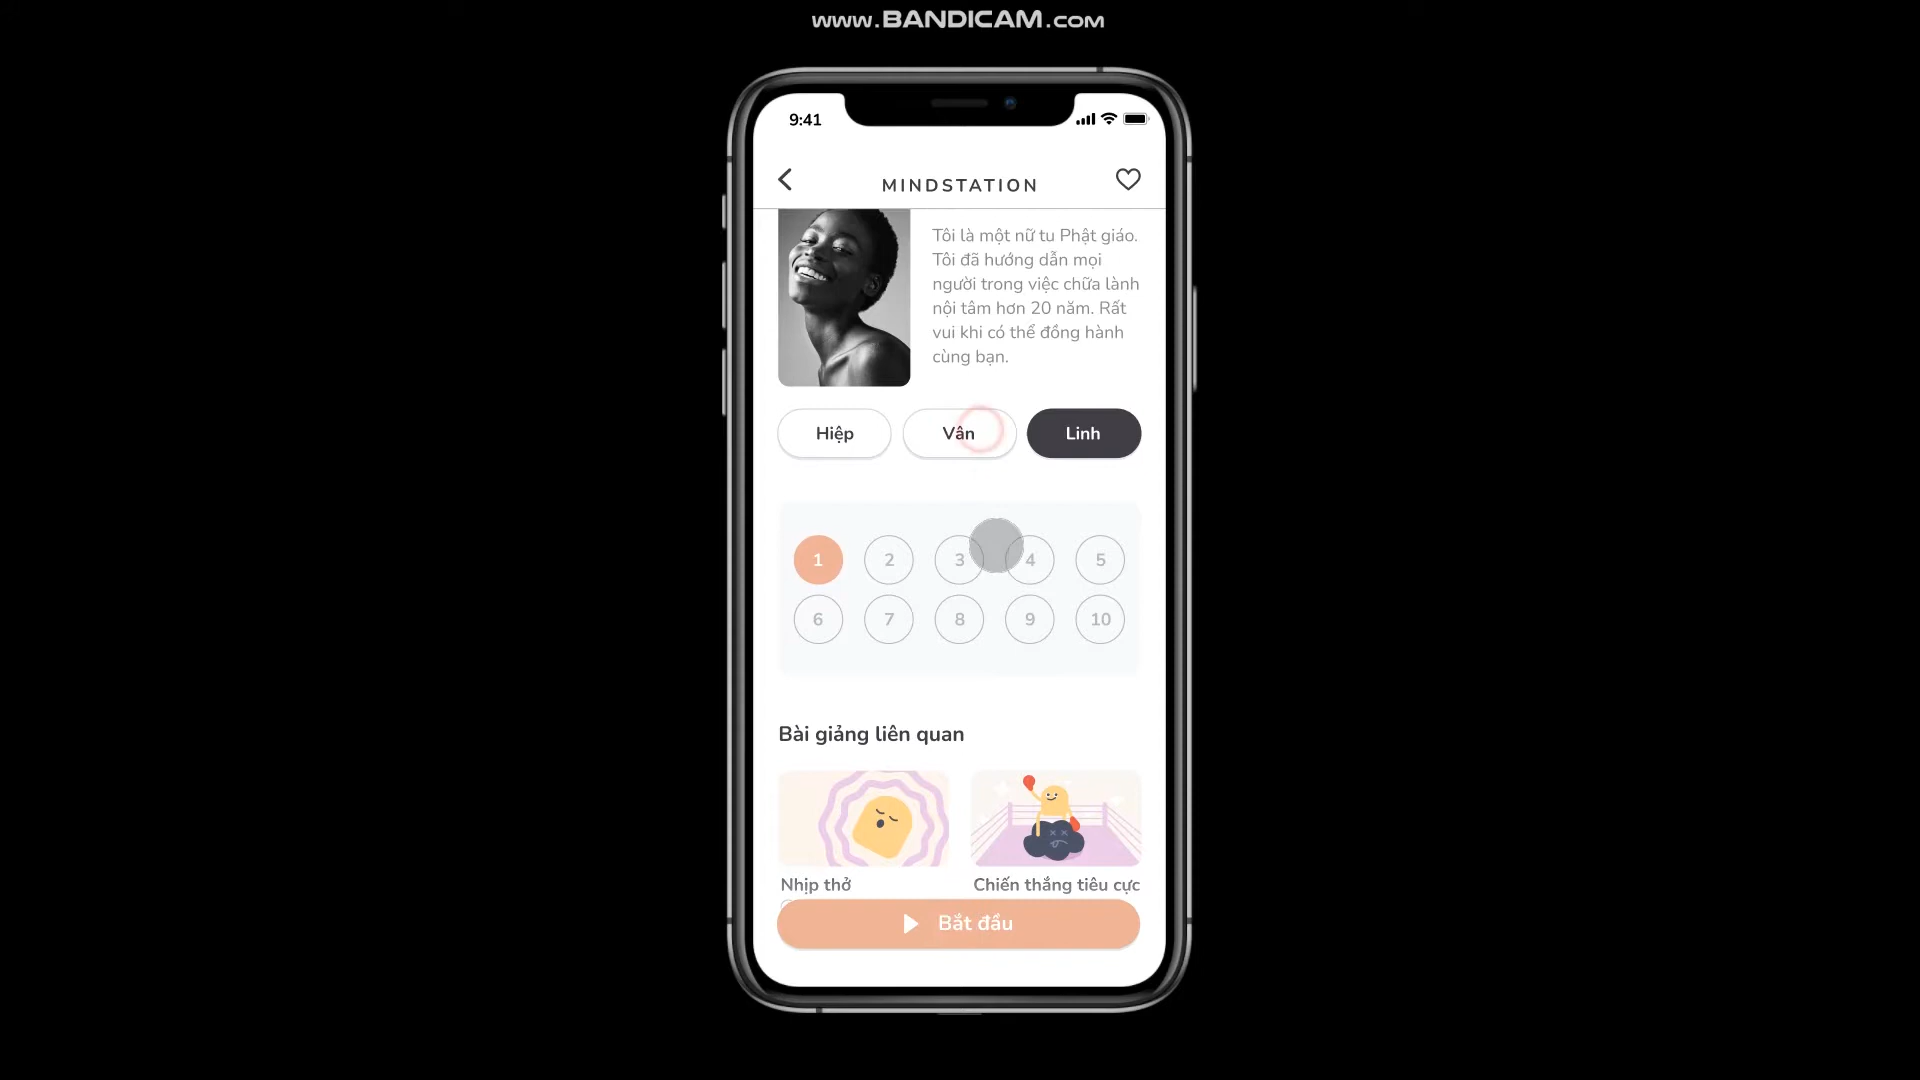 www.BANDICAM.com
9:41
MINDSTATION
Tôi là một nữ tu Phật giáo.
Tôi đã hướng dẫn mọi
người trong việc chữa lành
nội tâm hơn 20 năm. Rất
vui khi có thể đồng hành
cùng bạn.
Hiệp Vân Linh
1 2 3 4 5
6 7 8 9 10
Bài giảng liên quan
Nhịp thở Chiến thắng tiêu cực
Bắt đầu